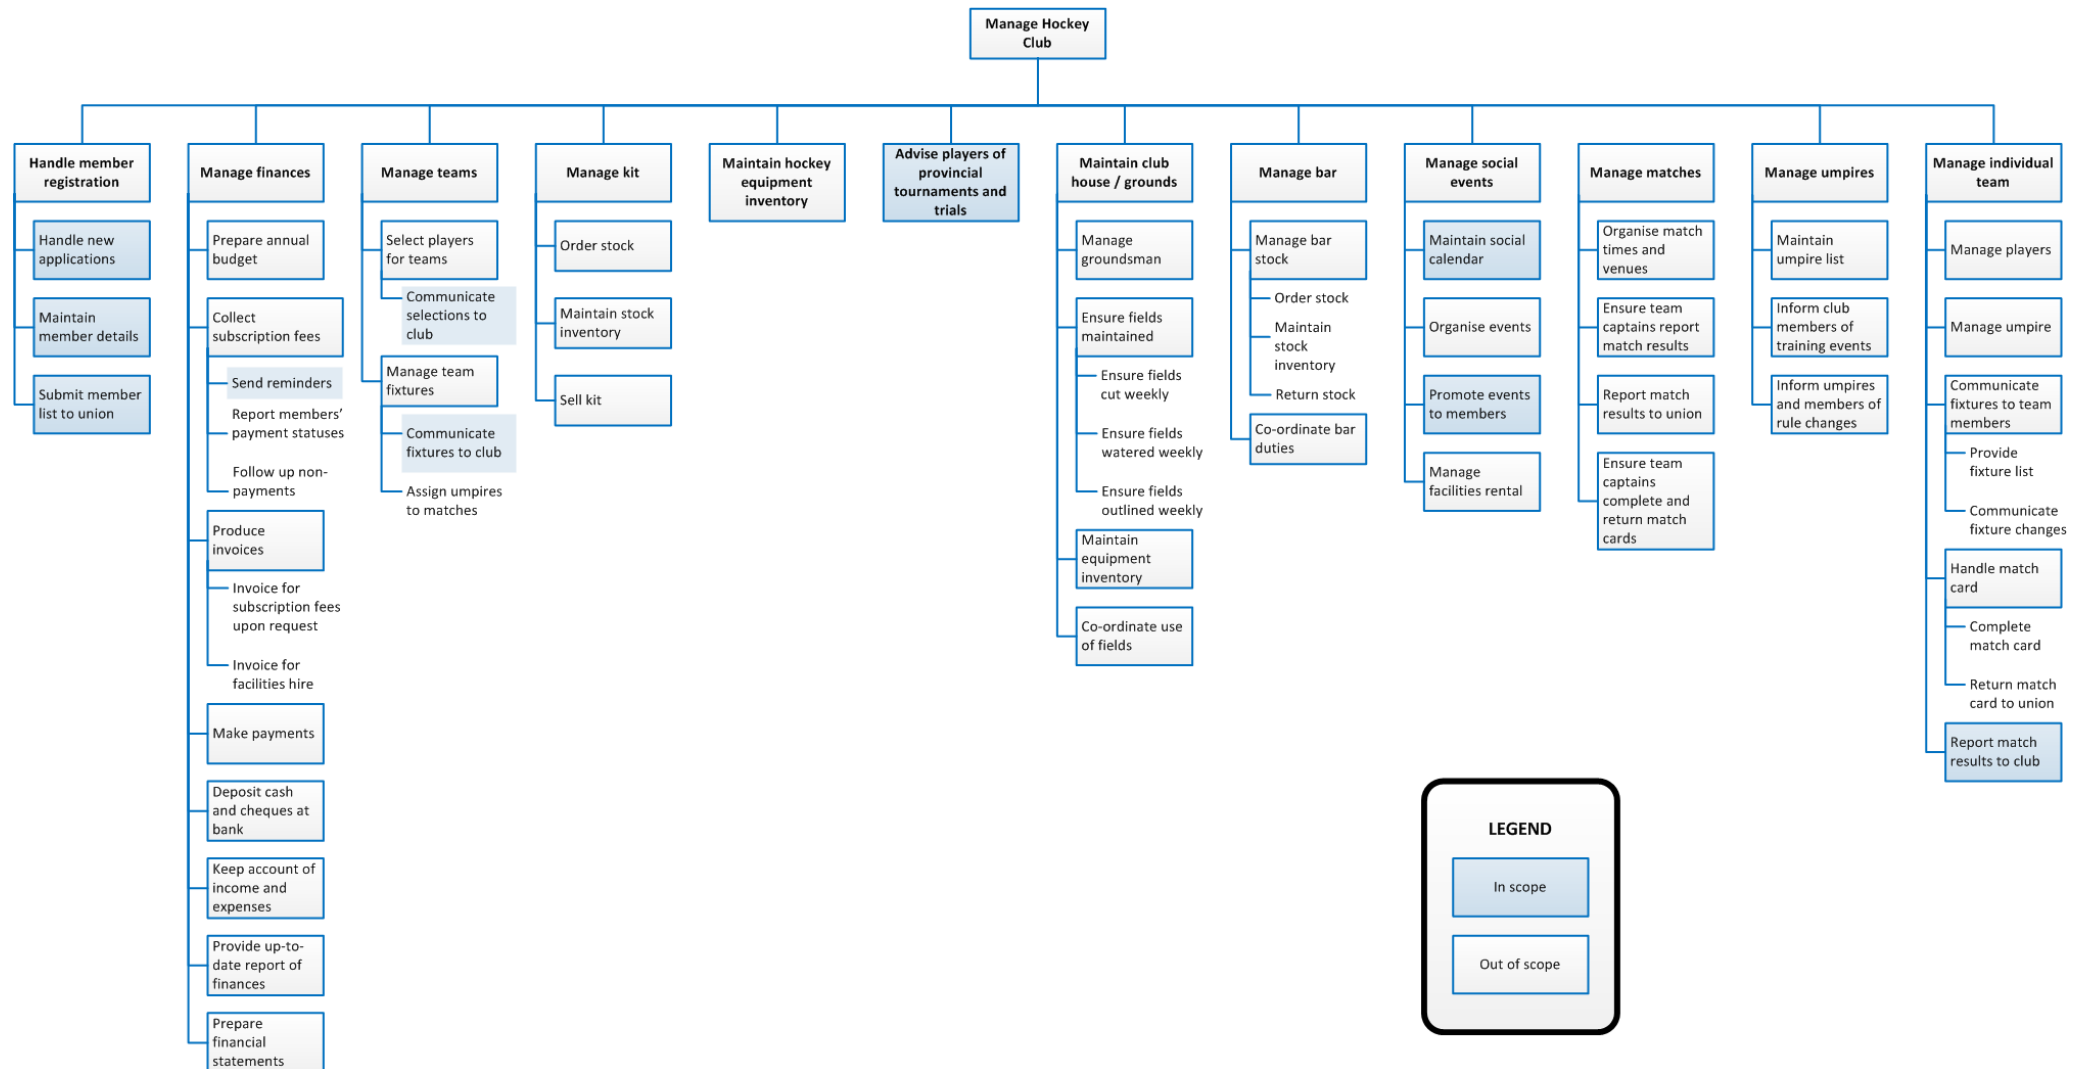 Manage Hockey
Club
Handle member
registration
Handle new
applications
Maintain
member details
Submit member
list to union
Manage finances
Prepare annual
budget
Collect
subscription fees
Send reminders
Report members’
payment statuses
Follow up non-
payments
Produce
invoices
Invoice for
subscription fees
upon request
Invoice for
facilities hire
Make payments
Deposit cash
and cheques at
bank
Keep account of
income and
expenses
Provide up-to-
date report of
finances
Prepare
financial
statements
Manage teams
Select players
for teams
Communicate
selections to
club
Manage team
fixtures
Communicate
fixtures to club
Assign umpires
to matches
Manage kit
Order stock
Maintain stock
inventory
Sell kit
Maintain hockey
equipment
inventory
Advise players of
provincial
tournaments and
trials
Maintain club
house / grounds
Manage
groundsman
Ensure fields
maintained
Ensure fields
cut weekly
Ensure fields
watered weekly
Ensure fields
outlined weekly
Maintain
equipment
inventory
Co-ordinate use
of fields
Manage bar
Manage bar
stock
Order stock
Maintain
stock
inventory
Return stock
Co-ordinate bar
duties
Manage social
events
Maintain social
calendar
Organise events
Promote events
to members
Manage
facilities rental
Manage matches
Organise match
times and
venues
Ensure team
captains report
match results
Report match
results to union
Ensure team
captains
complete and
return match
cards
Manage umpires
Maintain
umpire list
Inform club
members of
training events
Inform umpires
and members of
rule changes
Manage individual
team
Manage players
Manage umpire
Communicate
fixtures to team
members
Provide
fixture list
Communicate
fixture changes
Handle match
card
Complete
match card
Return match
card to union
Report match
results to club
LEGEND
In scope
Out of scope